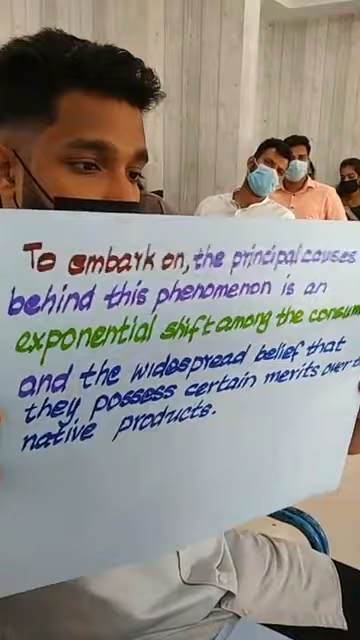 To embark on, the principal causes
behind this phenomenon is an
exponential shift among the consum
and the widespread belief that
they possess certain merits over
native products.